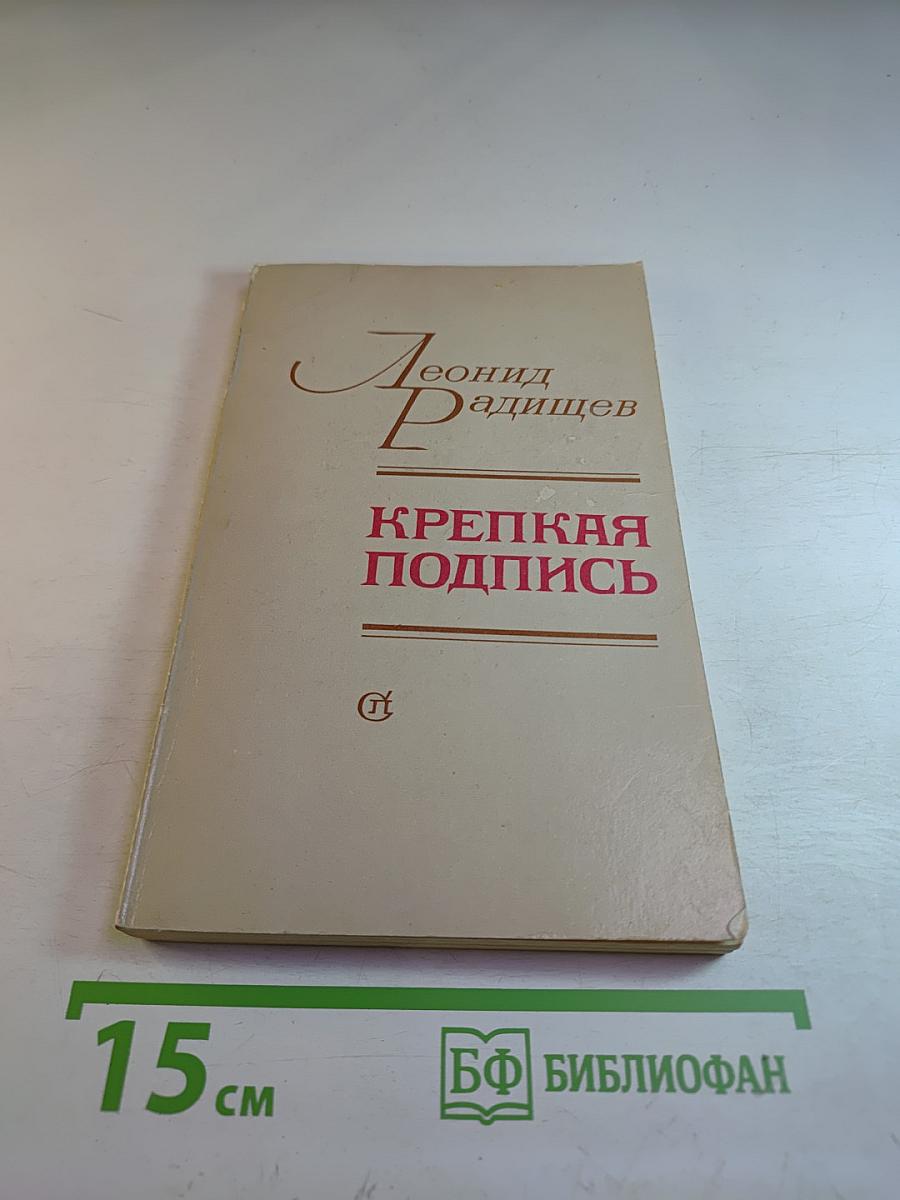 Леонид
Радищев
КРЕПКАЯ
ПОДПИСЬ
15 см
БФ БИБЛИОФАН